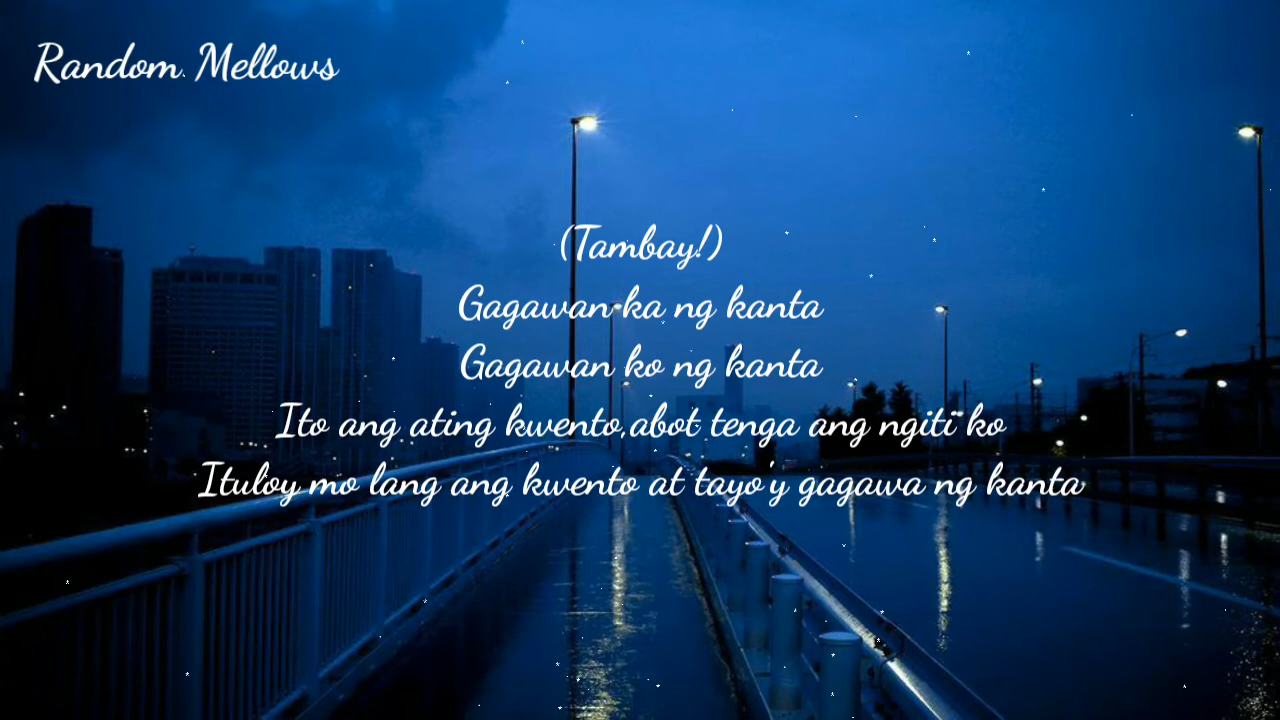 Random Mellows
(Tambay!)
Gagawan ka ng kanta
Gagawan ko ng kanta
Ito ang ating kwento,abot tenga ang ngiti ko
Ituloy mo lang ang kwento at tayo'y gagawa ng kanta